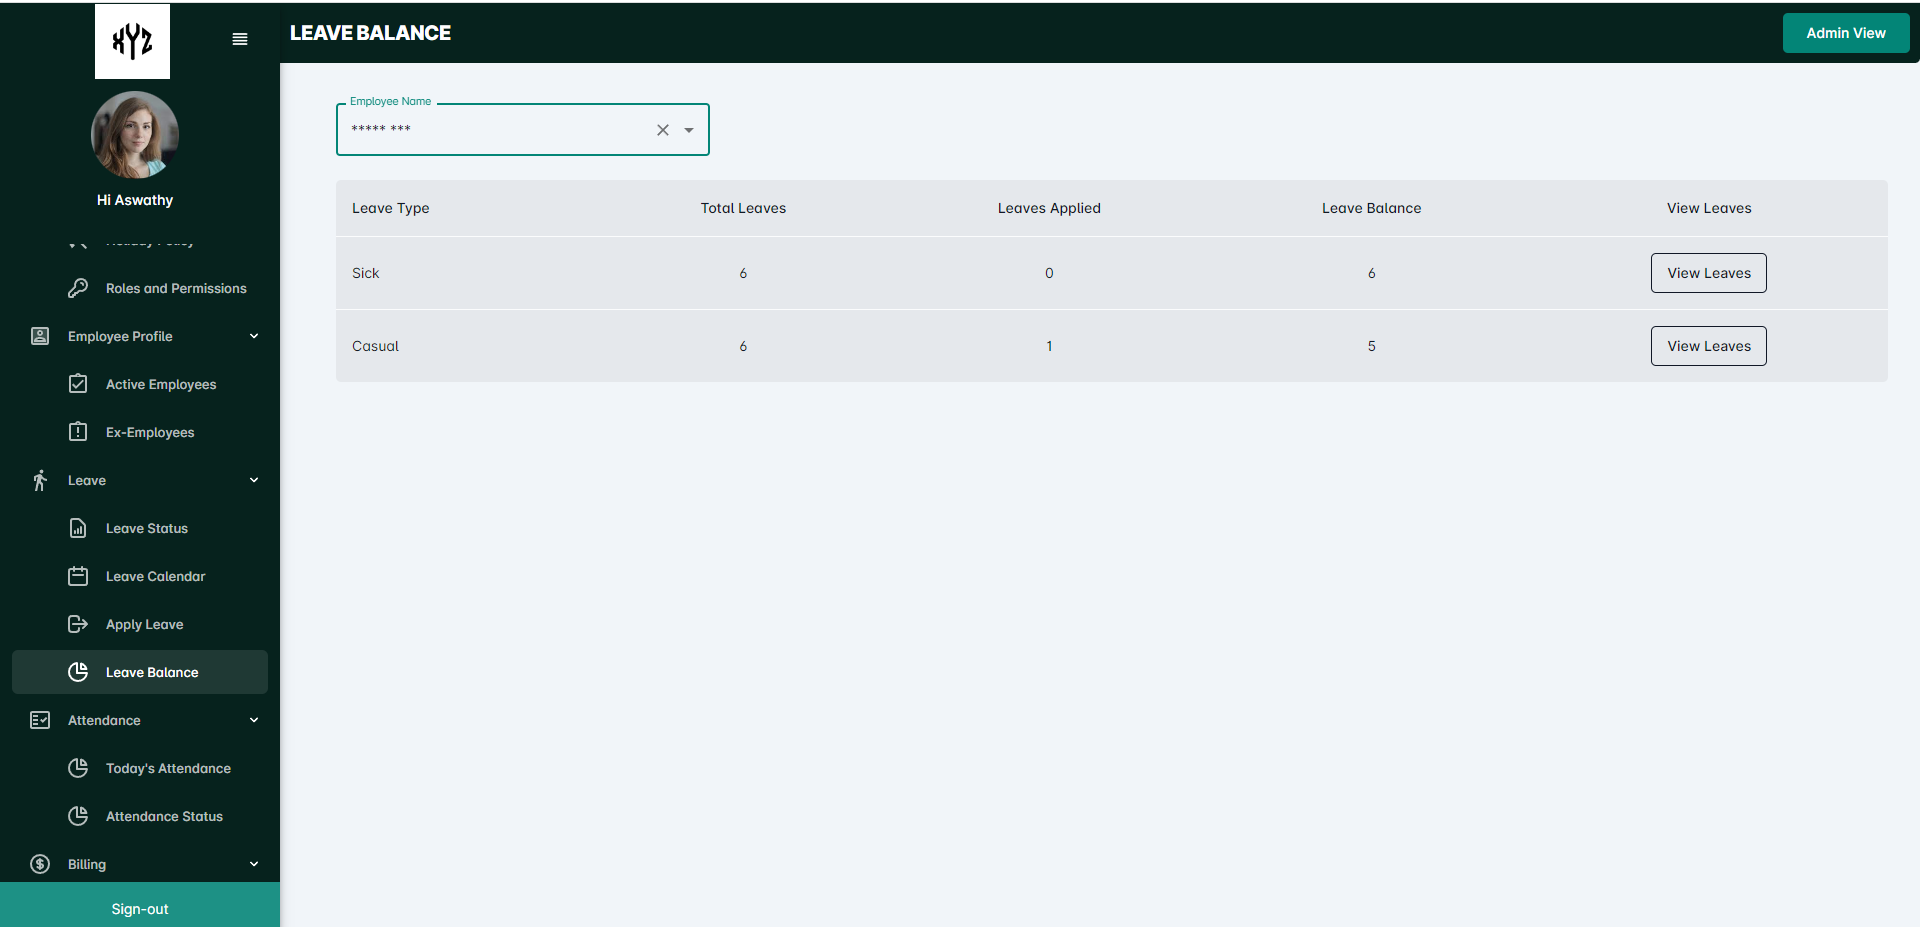 XYZ
LEAVE BALANCE
Admin View
Hi Aswathy
Holiday Policy
Roles and Permissions
Employee Profile
Active Employees
Ex-Employees
Leave
Leave Status
Leave Calendar
Apply Leave
Leave Balance
Attendance
Today's Attendance
Attendance Status
Billing
Sign-out
Employee Name
***** ***
Leave Type Total Leaves Leaves Applied Leave Balance View Leaves
Sick 6 0 6 View Leaves
Casual 6 1 5 View Leaves